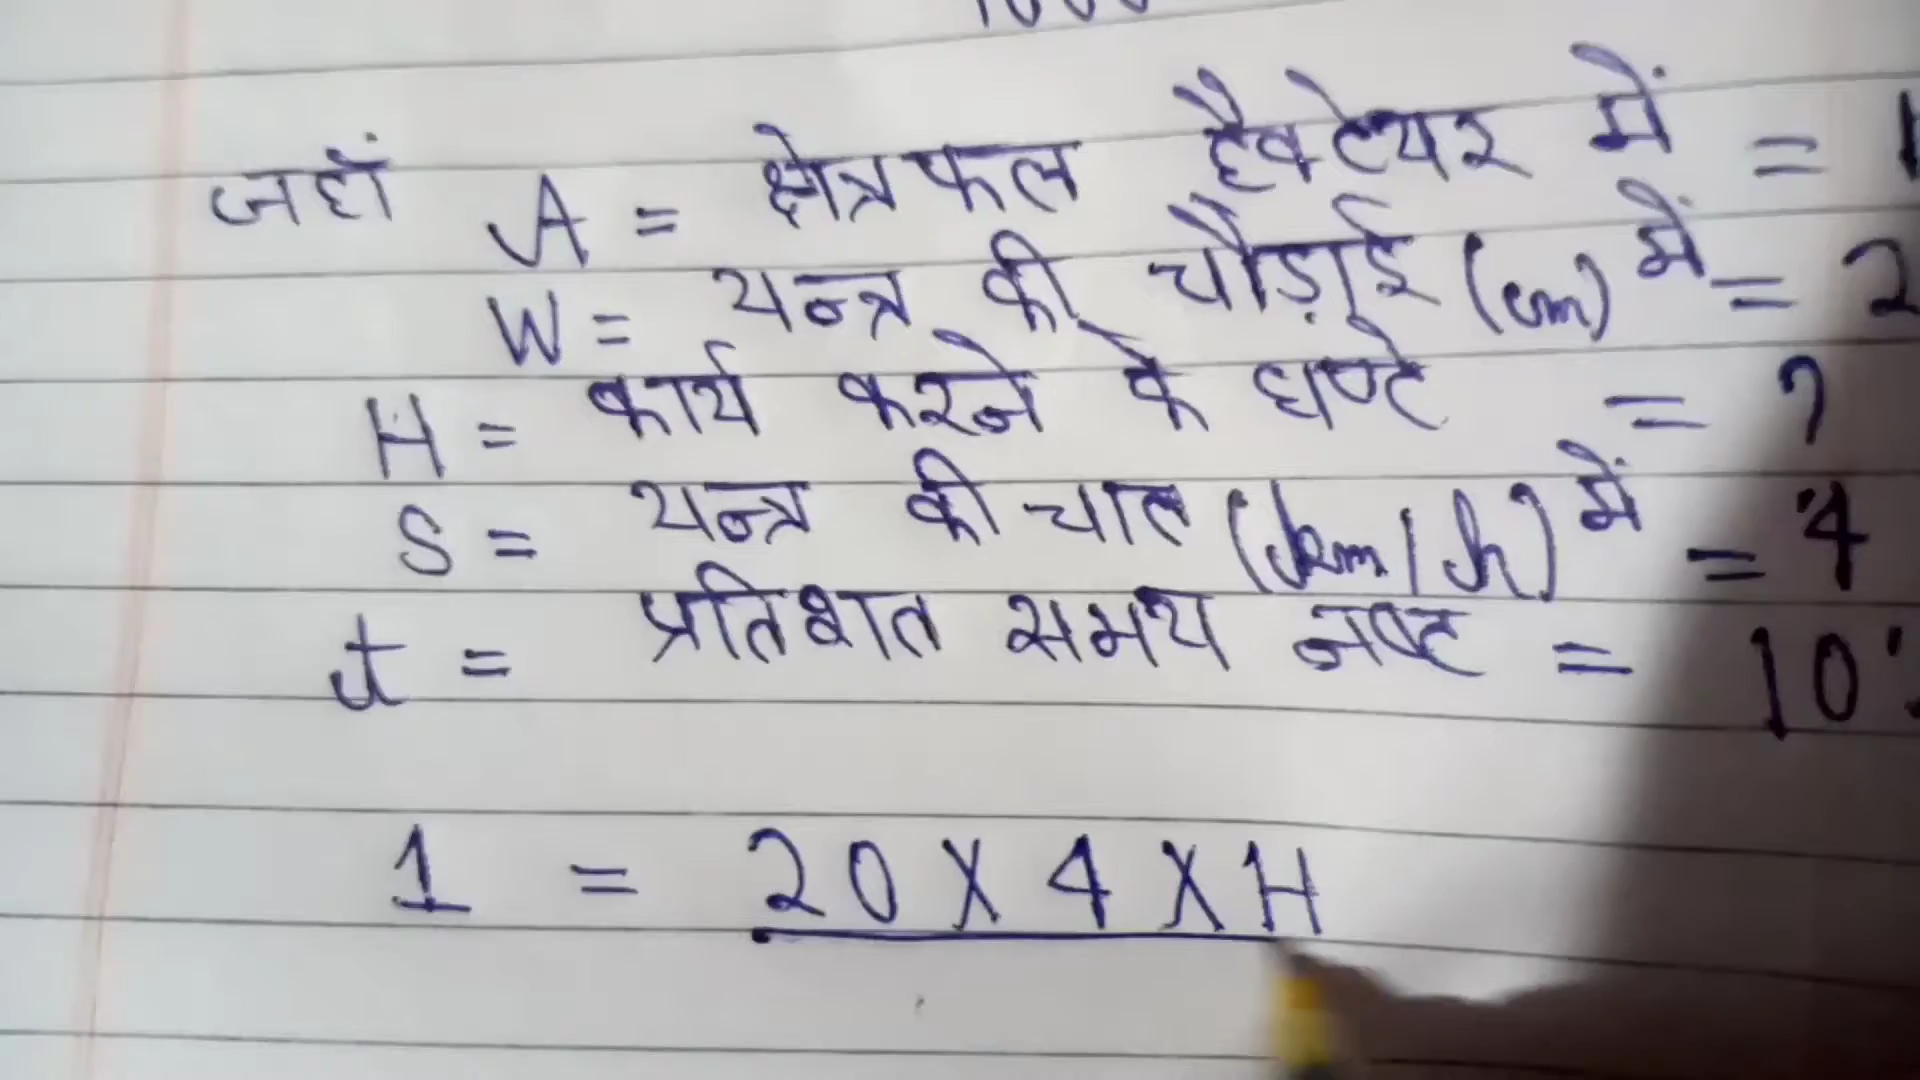 जहाँ A = क्षेत्रफल हैक्टेयर में =
W = यन्त्र की चौड़ाई (cm) में = 2
H = कार्य करने के घण्टे = ?
S = यन्त्र की चाल (km/h) में = 4
t = प्रतिशत समय नष्ट = 10
1 = 20 X 4 X H